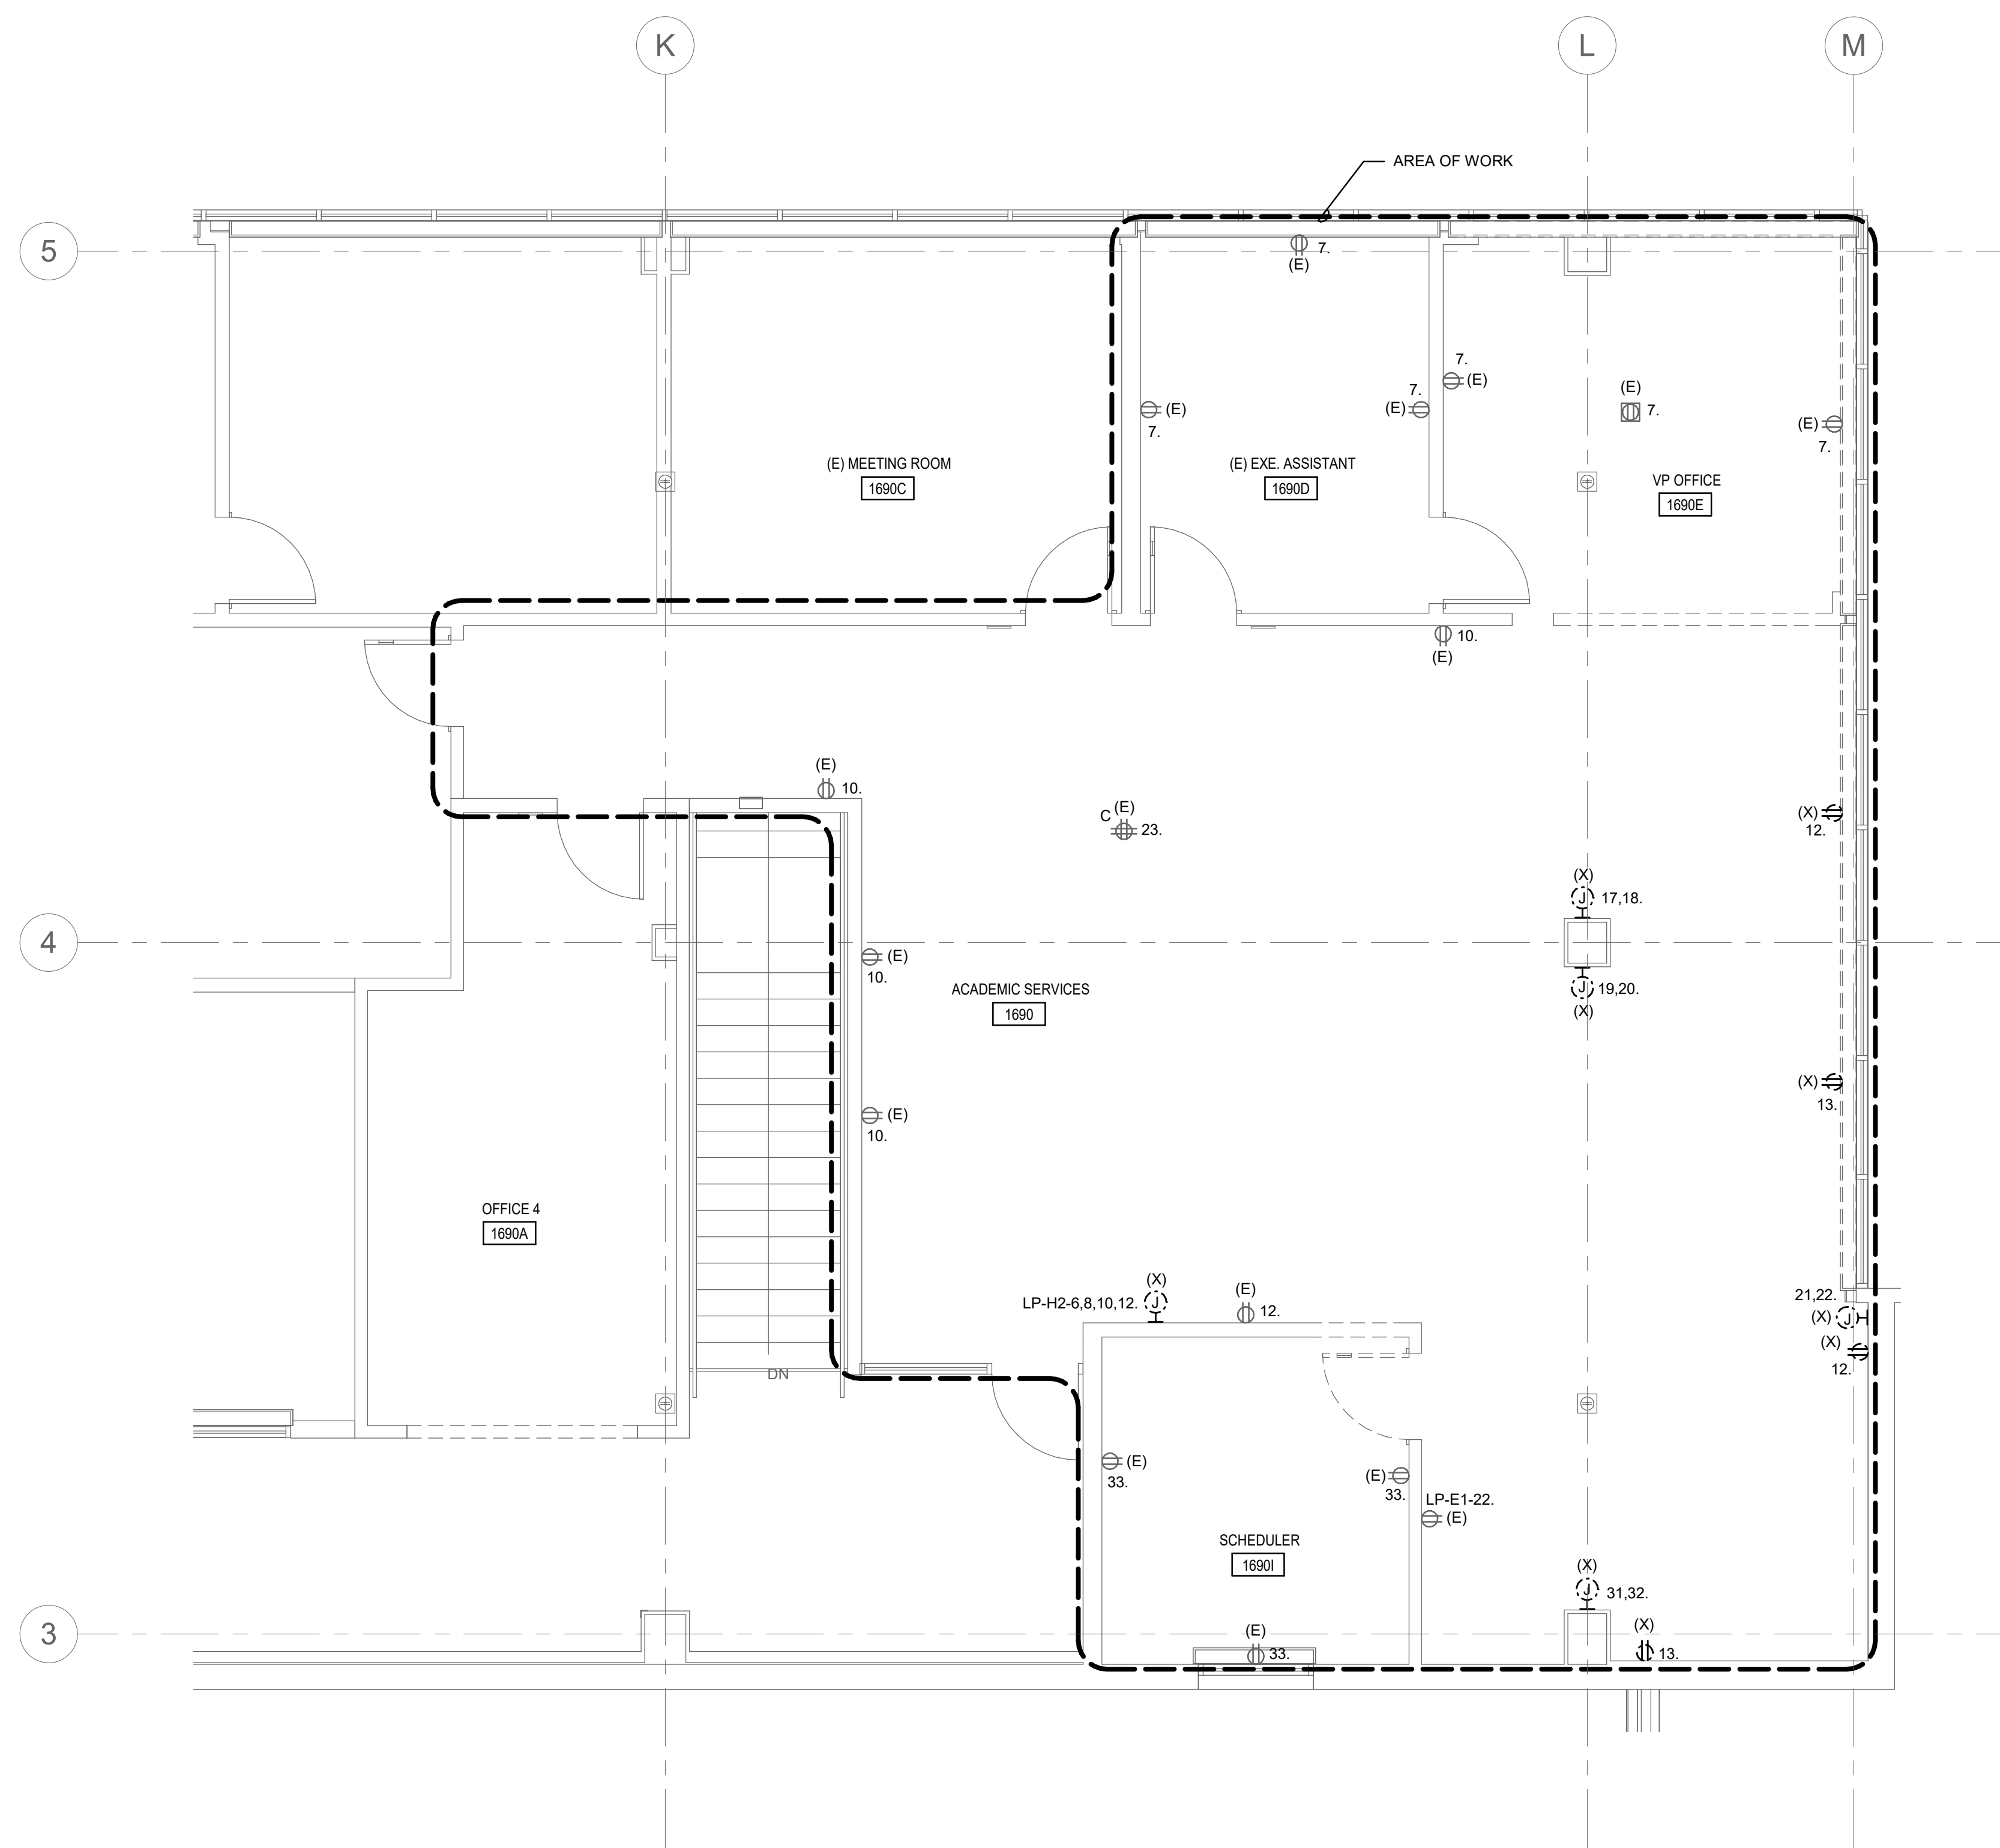 K
L
M
AREA OF WORK
5
7.
(E)
7.
(E)
7.
(E)
(E)
7.
(E)
7.
(E)
7.
(E)
7.
(E) MEETING ROOM
1690C
(E) EXE. ASSISTANT
1690D
VP OFFICE
1690E
10.
(E)
(E)
10.
C
(E)
23.
(X)
12.
(X)
J
17,18.
4
(E)
10.
ACADEMIC SERVICES
1690
J
19,20.
(X)
(X)
13.
(E)
10.
OFFICE 4
1690A
(X)
LP-H2-6,8,10,12.
J
(E)
12.
21,22.
(X)
J
(X)
12.
DN
(E)
33.
(E)
33.
LP-E1-22.
(E)
SCHEDULER
1690I
(X)
J
31,32.
3
(E)
33.
(X)
13.